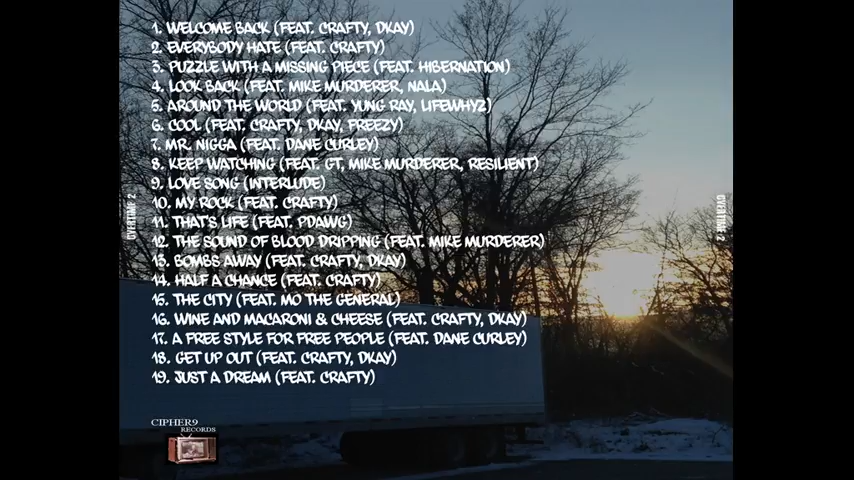 1. WELCOME BACK (FEAT. CRAFTY, DKAY)
2. EVERYBODY HATE (FEAT. CRAFTY)
3. PUZZLE WITH A MISSING PIECE (FEAT. HIBERNATION)
4. LOOK BACK (FEAT. MIKE MURDERER, NALA)
5. AROUND THE WORLD (FEAT. YUNG RAY, LIFEWHYZ)
6. COOL (FEAT. CRAFTY, DKAY, FREEZY)
7. MR. NIGGA (FEAT. DANE CURLEY)
8. KEEP WATCHING (FEAT. GT, MIKE MURDERER, RESILIENT)
9. LOVE SONG (INTERLUDE)
10. MY ROCK (FEAT. CRAFTY)
11. THAT'S LIFE (FEAT. PDAWG)
12. THE SOUND OF BLOOD DRIPPING (FEAT. MIKE MURDERER)
13. BOMBS AWAY (FEAT. CRAFTY, DKAY)
14. HALF A CHANCE (FEAT. CRAFTY)
15. THE CITY (FEAT. MO THE GENERAL)
16. WINE AND MACARONI & CHEESE (FEAT. CRAFTY, DKAY)
17. A FREE STYLE FOR FREE PEOPLE (FEAT. DANE CURLEY)
18. GET UP OUT (FEAT. CRAFTY, DKAY)
19. JUST A DREAM (FEAT. CRAFTY)
OVERTIME 2
OVERTIME 2
CIPHER9
RECORDS